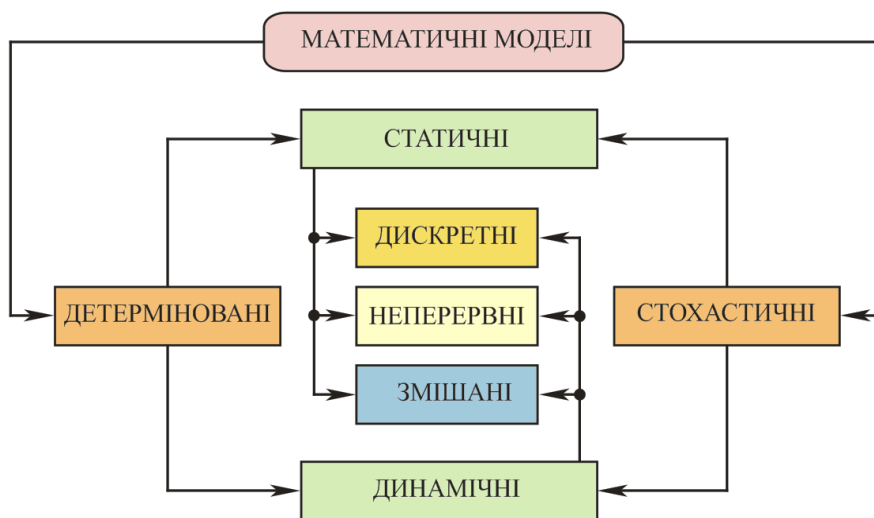 МАТЕМАТИЧНІ МОДЕЛІ
СТАТИЧНІ
ДИСКРЕТНІ
ДЕТЕРМІНОВАНІ
НЕПЕРЕРВНІ
СТОХАСТИЧНІ
ЗМІШАНІ
ДИНАМІЧНІ